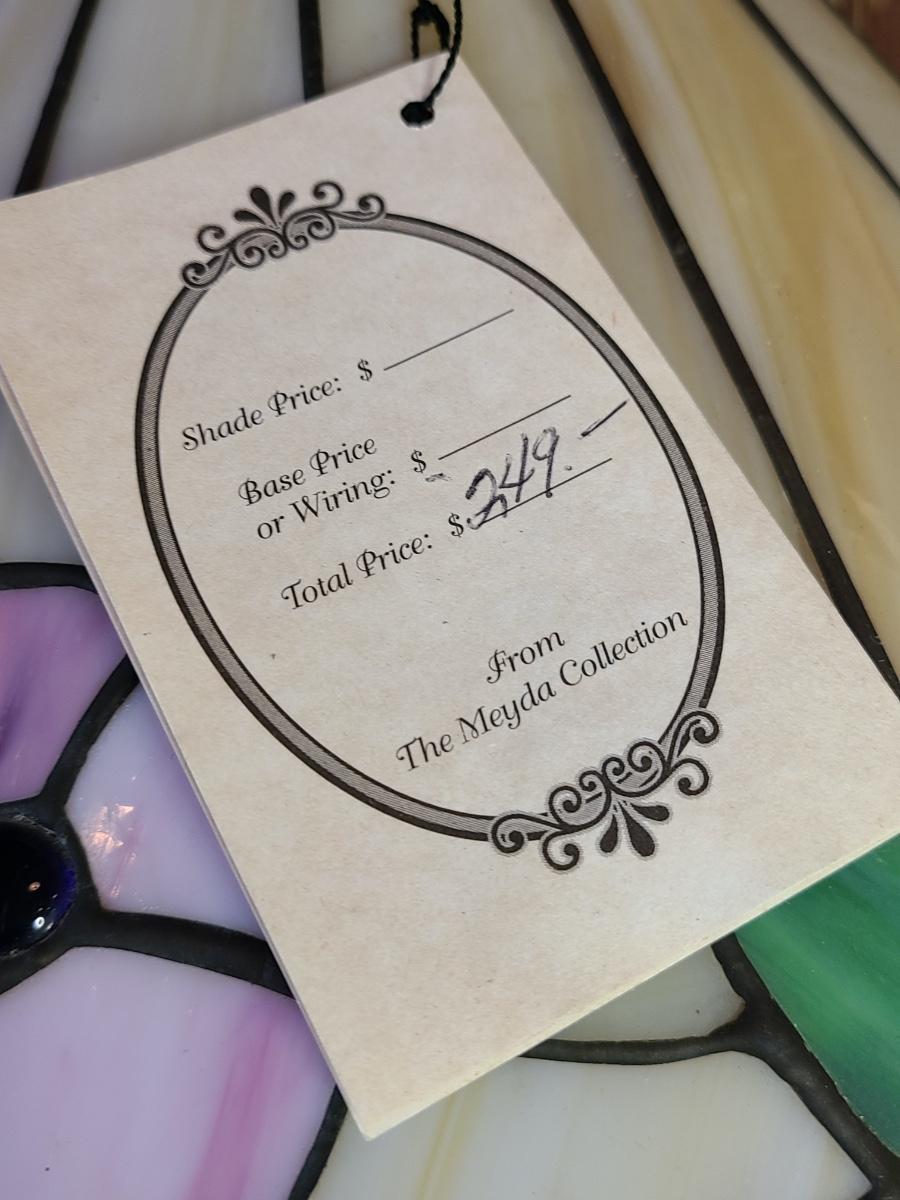 Shade Price: $
Base Price
or Wiring: $
Total Price: $249.—
From
The Meyda Collection